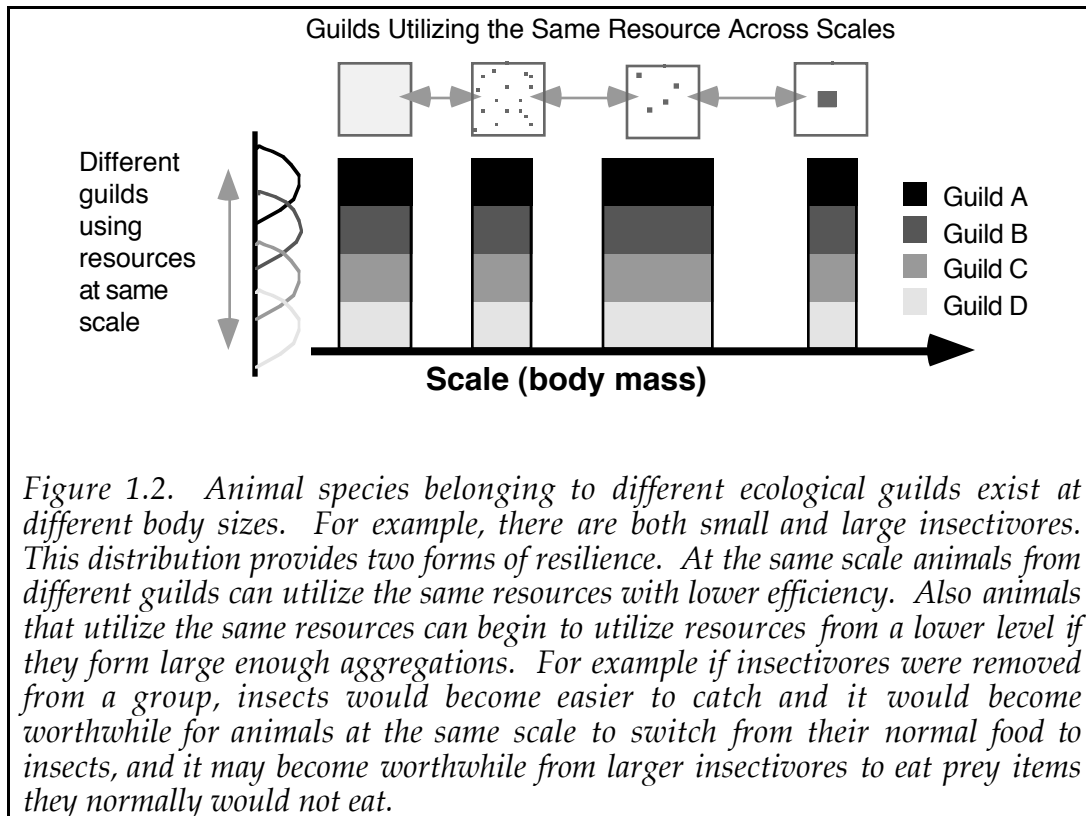 Guilds Utilizing the Same Resource Across Scales
Different
guilds
using
resources
at same
scale
Guild A
Guild B
Guild C
Guild D
Scale (body mass)
Figure 1.2. Animal species belonging to different ecological guilds exist at
different body sizes. For example, there are both small and large insectivores.
This distribution provides two forms of resilience. At the same scale animals from
different guilds can utilize the same resources with lower efficiency. Also animals
that utilize the same resources can begin to utilize resources from a lower level if
they form large enough aggregations. For example if insectivores were removed
from a group, insects would become easier to catch and it would become
worthwhile for animals at the same scale to switch from their normal food to
insects, and it may become worthwhile from larger insectivores to eat prey items
they normally would not eat.